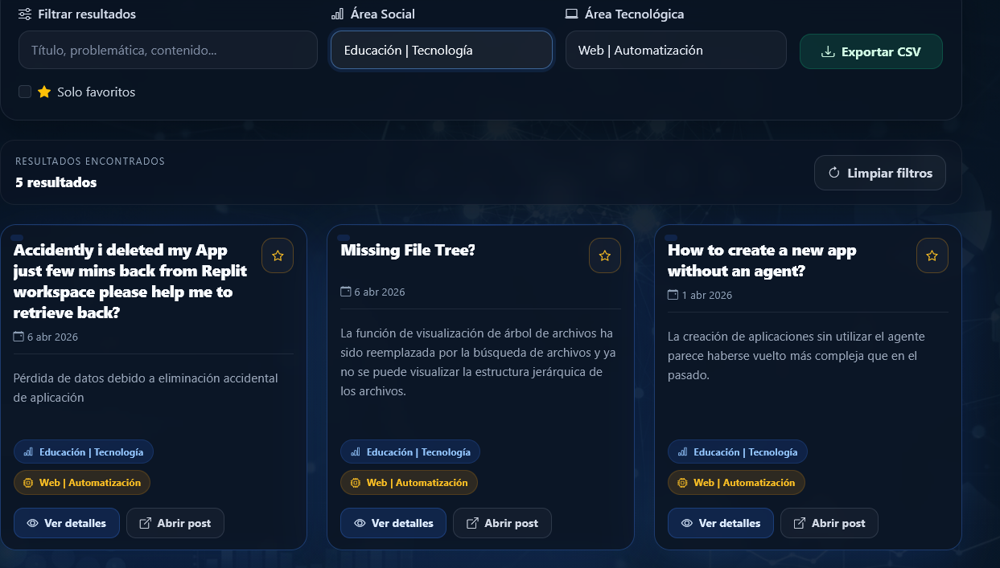 Filtrar resultados
Área Social
Área Tecnológica
Título, problemática, contenido...
Educación | Tecnología
Web | Automatización
Exportar CSV
Solo favoritos
RESULTADOS ENCONTRADOS
5 resultados
Limpiar filtros
Accidently i deleted my App
just few mins back from Replit
workspace please help me to
retrieve back?
6 abr 2026
Pérdida de datos debido a eliminación accidental
de aplicación
Educación | Tecnología
Web | Automatización
Ver detalles
Abrir post
Missing File Tree?
6 abr 2026
La función de visualización de árbol de archivos ha
sido reemplazada por la búsqueda de archivos y ya
no se puede visualizar la estructura jerárquica de
los archivos.
Educación | Tecnología
Web | Automatización
Ver detalles
Abrir post
How to create a new app
without an agent?
1 abr 2026
La creación de aplicaciones sin utilizar el agente
parece haberse vuelto más compleja que en el
pasado.
Educación | Tecnología
Web | Automatización
Ver detalles
Abrir post